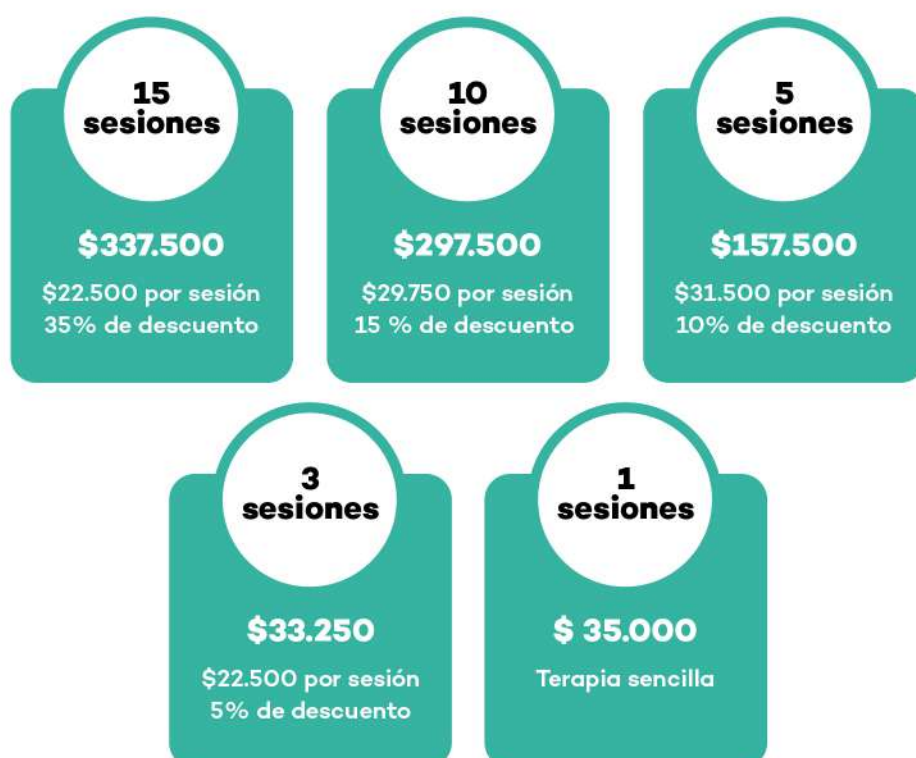 15
sesiones
$337.500
$22.500 por sesión
35% de descuento
10
sesiones
$297.500
$29.750 por sesión
15 % de descuento
5
sesiones
$157.500
$31.500 por sesión
10% de descuento
3
sesiones
$33.250
$22.500 por sesión
5% de descuento
1
sesiones
$ 35.000
Terapia sencilla